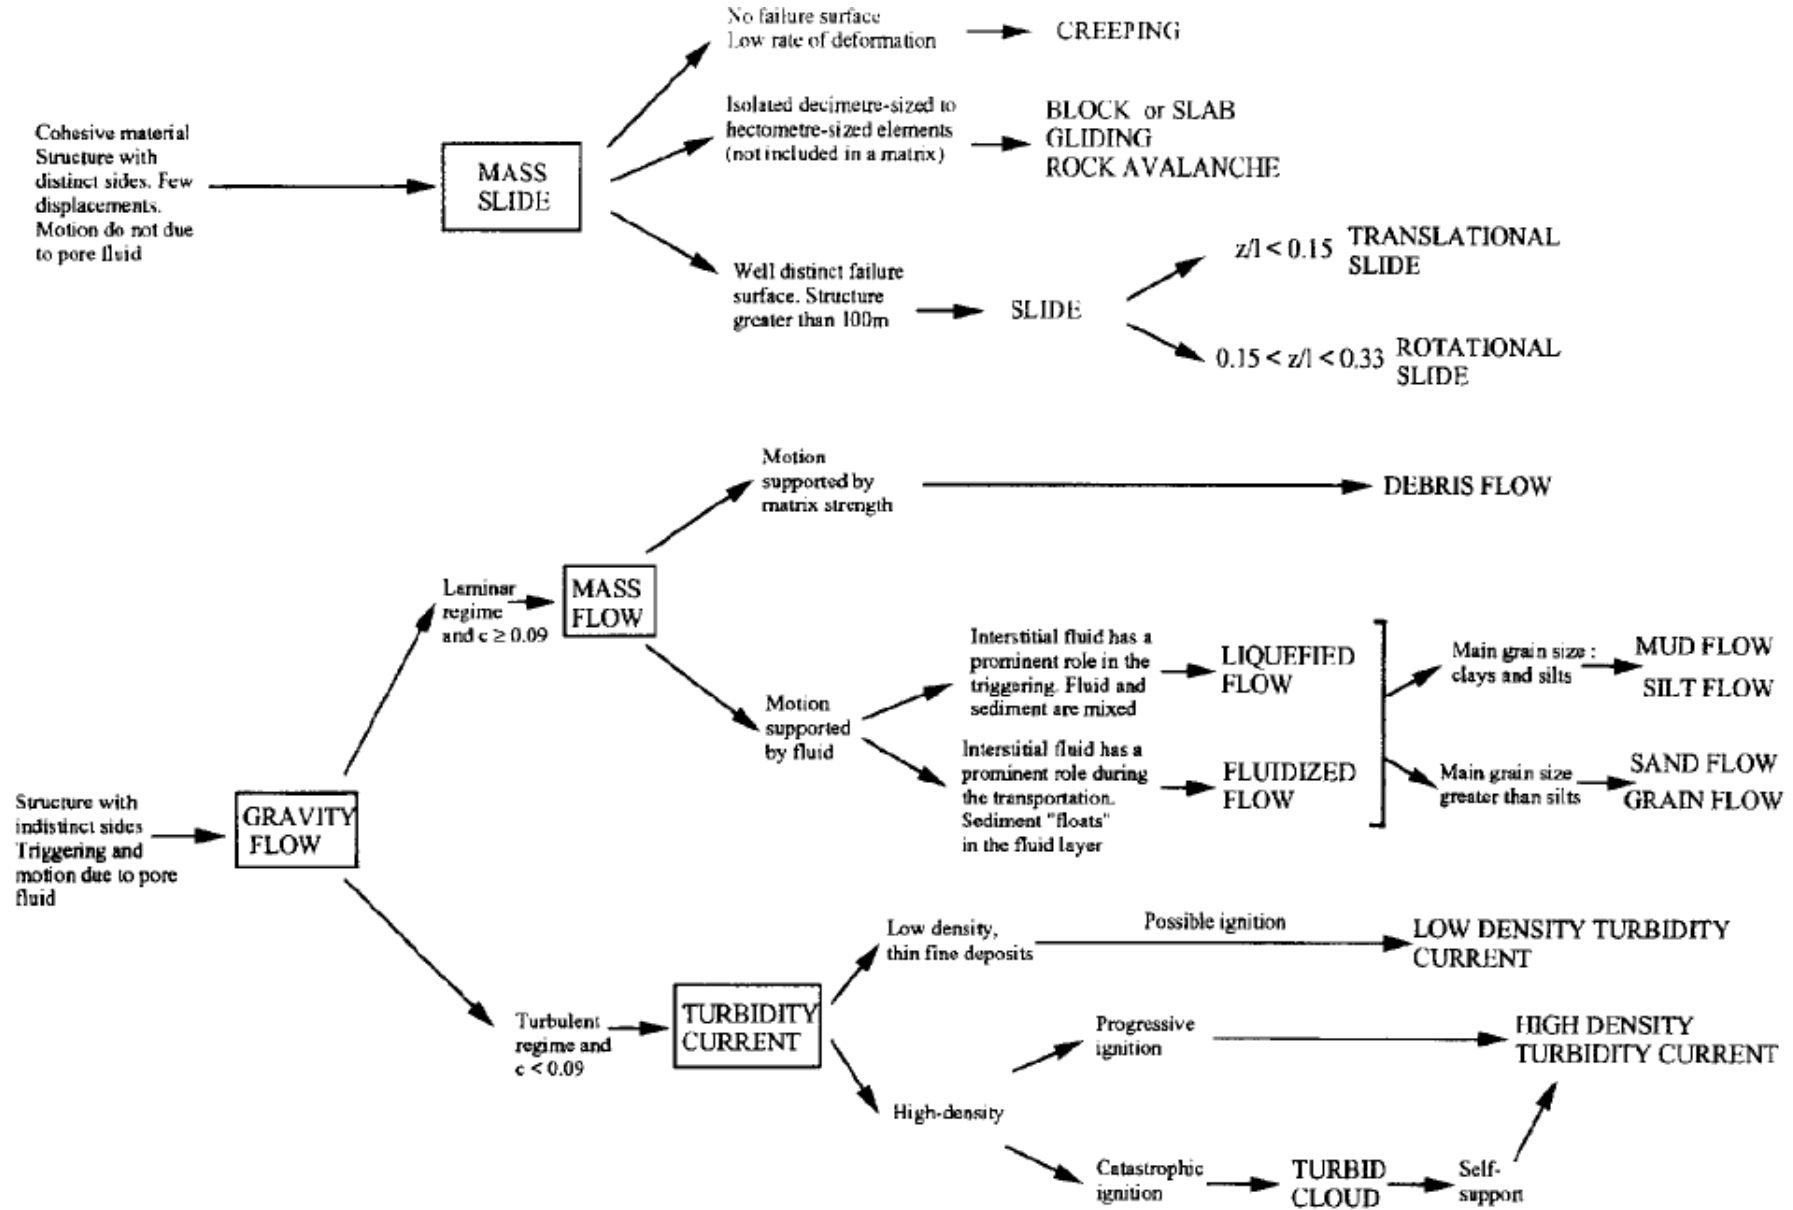 No failure surface
Low rate of deformation
CREEPING
Isolated decimetre-sized to
hectometre-sized elements
(not included in a matrix)
BLOCK or SLAB
GLIDING
ROCK AVALANCHE
Cohesive material
Structure with
distinct sides. Few
displacements.
Motion do not due
to pore fluid
MASS
SLIDE
Well distinct failure
surface. Structure
greater than 100m
SLIDE
z/l < 0.15
TRANSLATIONAL
SLIDE
0.15 < z/l < 0.33
ROTATIONAL
SLIDE
Motion
supported by
matrix strength
DEBRIS FLOW
Laminar
regime
and c ≥ 0.09
MASS
FLOW
Motion
supported
by fluid
Interstitial fluid has a
prominent role in the
triggering. Fluid and
sediment are mixed
LIQUEFIED
FLOW
Interstitial fluid has a
prominent role during
the transportation.
Sediment "floats"
in the fluid layer
FLUIDIZED
FLOW
Main grain size :
clays and silts
MUD FLOW
SILT FLOW
Main grain size
greater than silts
SAND FLOW
GRAIN FLOW
Structure with
indistinct sides
Triggering and
motion due to pore
fluid
GRAVITY
FLOW
Turbulent
regime and
c < 0.09
TURBIDITY
CURRENT
Low density,
thin fine deposits
Possible ignition
LOW DENSITY TURBIDITY
CURRENT
High-density
Progressive
ignition
HIGH DENSITY
TURBIDITY CURRENT
Catastrophic
ignition
TURBID
CLOUD
Self-
support